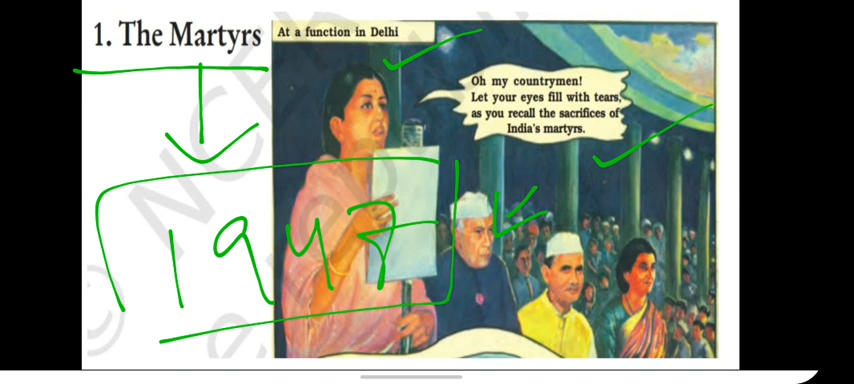 1. The Martyrs
At a function in Delhi
Oh my countrymen!
Let your eyes fill with tears,
as you recall the sacrifices of
India's martyrs.
1947